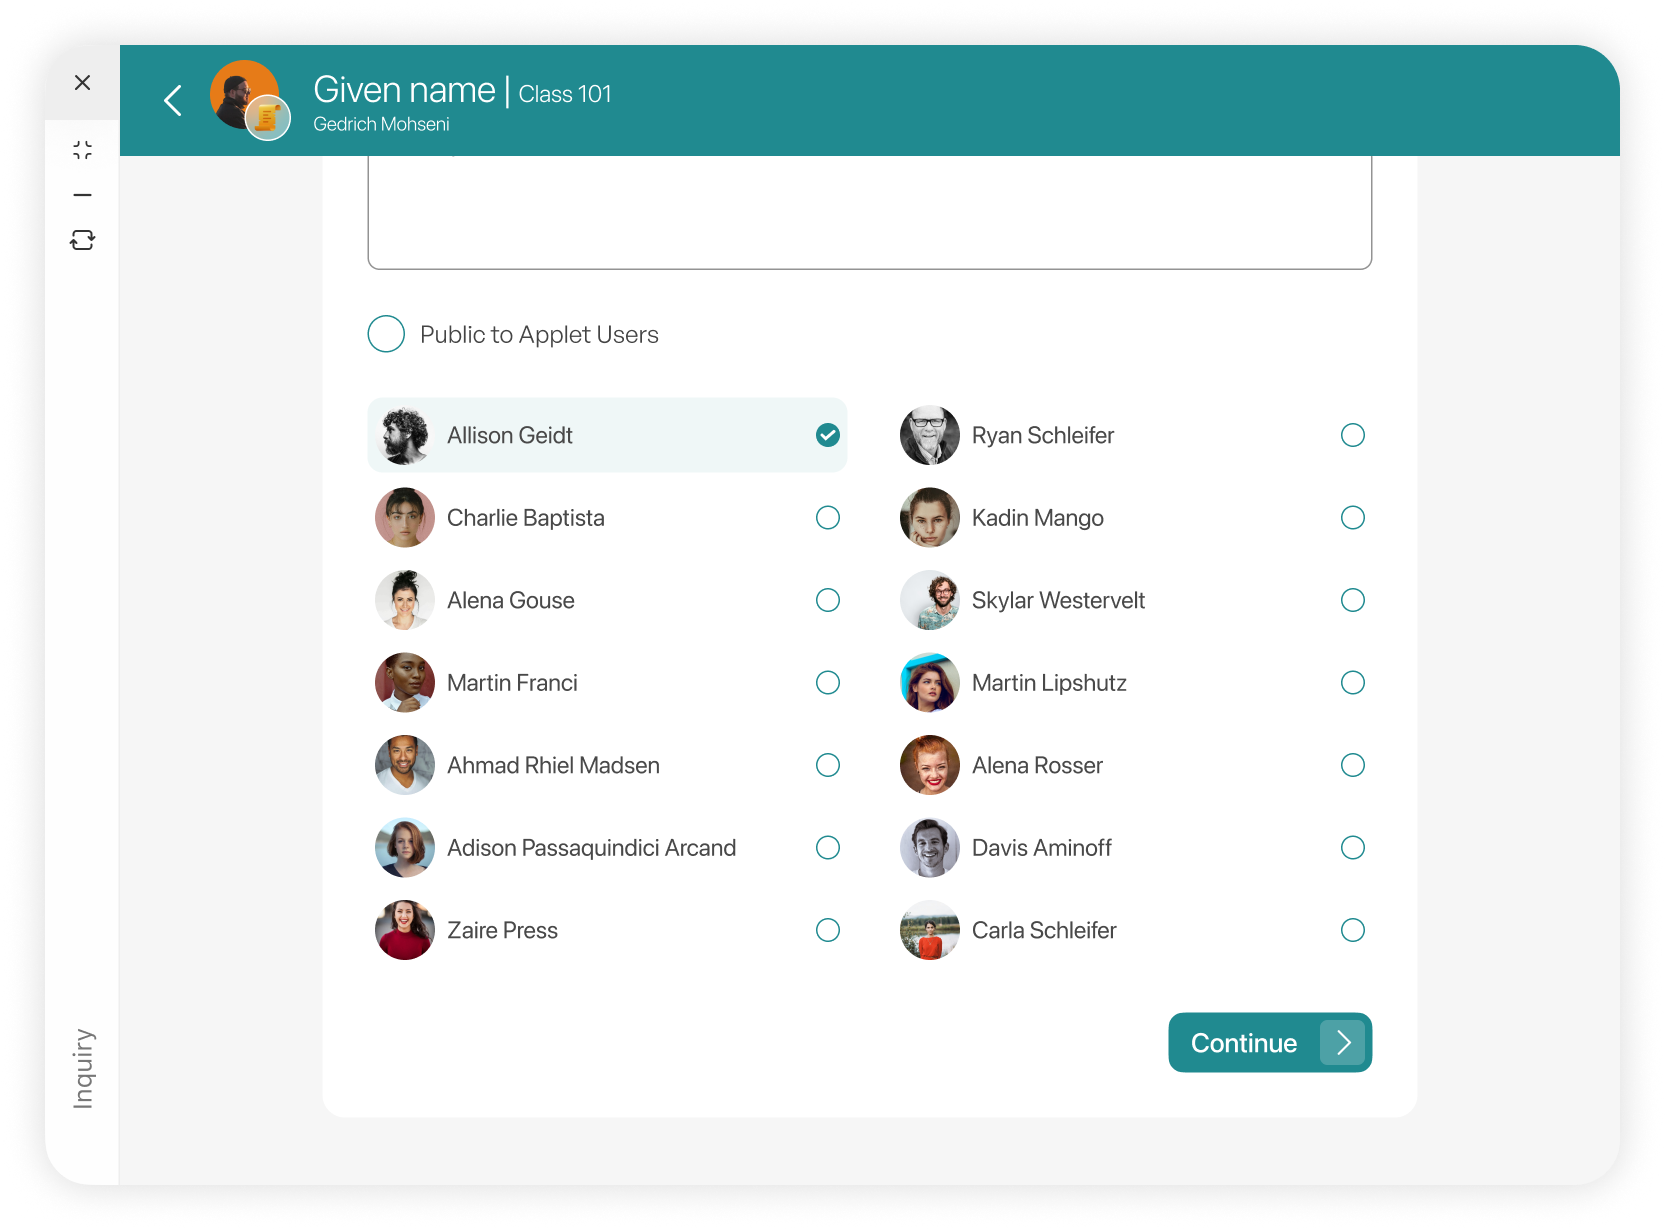 Given name | Class 101
Gedrich Mohseni
Public to Applet Users
Allison Geidt
Ryan Schleifer
Charlie Baptista
Kadin Mango
Alena Gouse
Skylar Westervelt
Martin Franci
Martin Lipshutz
Ahmad Rhiel Madsen
Alena Rosser
Adison Passaquindici Arcand
Davis Aminoff
Zaire Press
Carla Schleifer
Continue
Inquiry